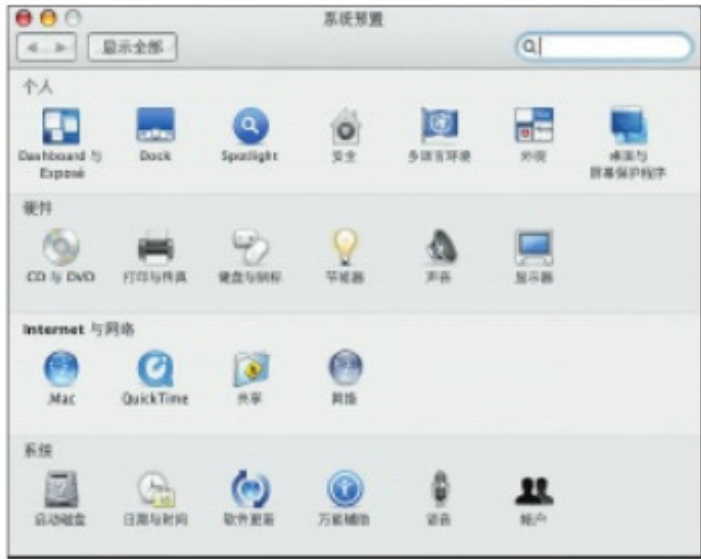 系统预置
显示全部
个人
Dashboard 与
Exposé
Dock
Spotlight
安全
多语言环境
外观
桌面与
屏幕保护程序
硬件
CD 与 DVD
打印与传真
键盘与鼠标
节能器
声音
显示器
Internet 与网络
.Mac
QuickTime
共享
网络
系统
启动磁盘
日期与时间
软件更新
万能辅助
语音
帐户